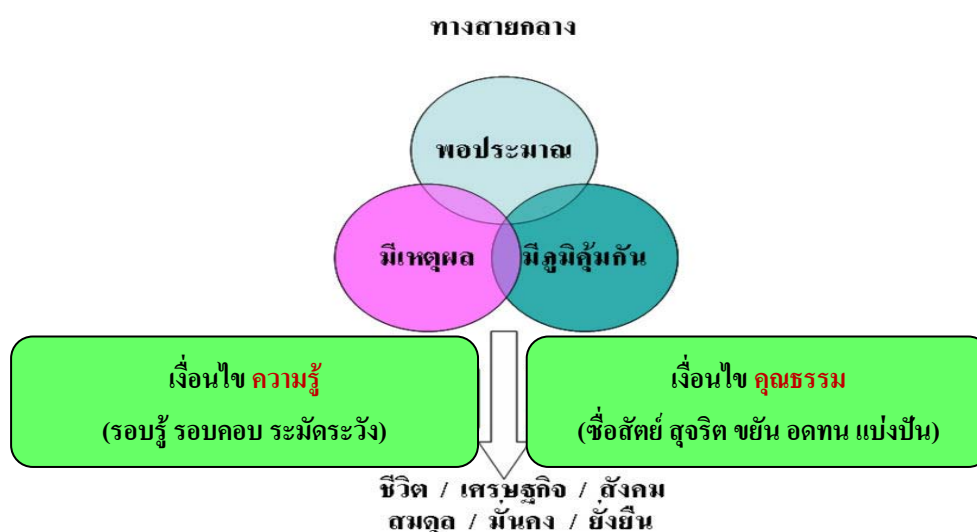 ทางสายกลาง
พอประมาณ
มีเหตุผล
มีภูมิคุ้มกัน
เงื่อนไข ความรู้
(รอบรู้ รอบคอบ ระมัดระวัง)
เงื่อนไข คุณธรรม
(ซื่อสัตย์ สุจริต ขยัน อดทน แบ่งปัน)
ชีวิต / เศรษฐกิจ / สังคม
สมดุล / มั่นคง / ยั่งยืน